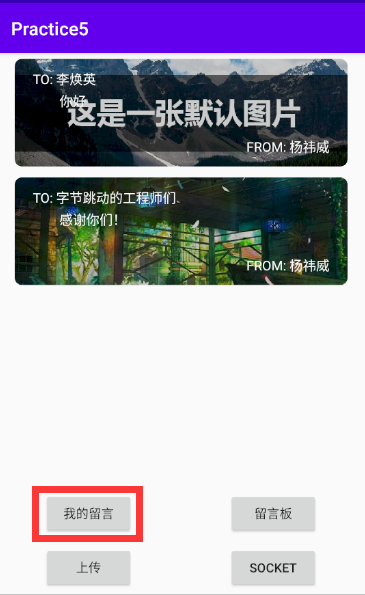 Practice5
TO: 李焕英
你好
这是一张默认图片
FROM: 杨祎威
TO: 字节跳动的工程师们.
感谢你们!
FROM: 杨祎威
我的留言
留言板
上传
SOCKET